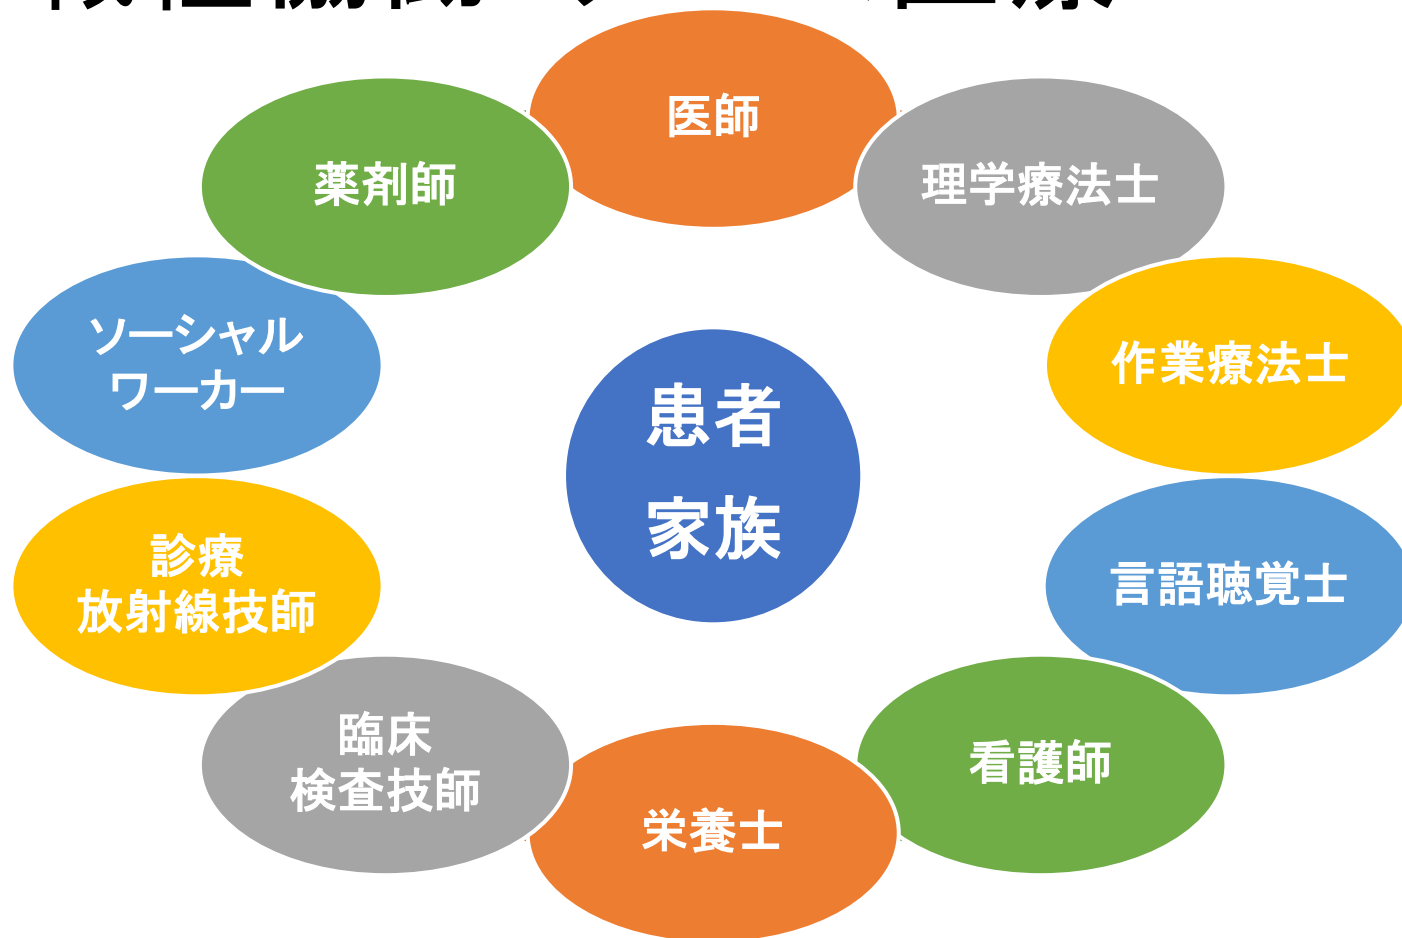 医師
理学療法士
作業療法士
言語聴覚士
看護師
栄養士
臨床
検査技師
診療
放射線技師
ソーシャル
ワーカー
薬剤師
患者
家族